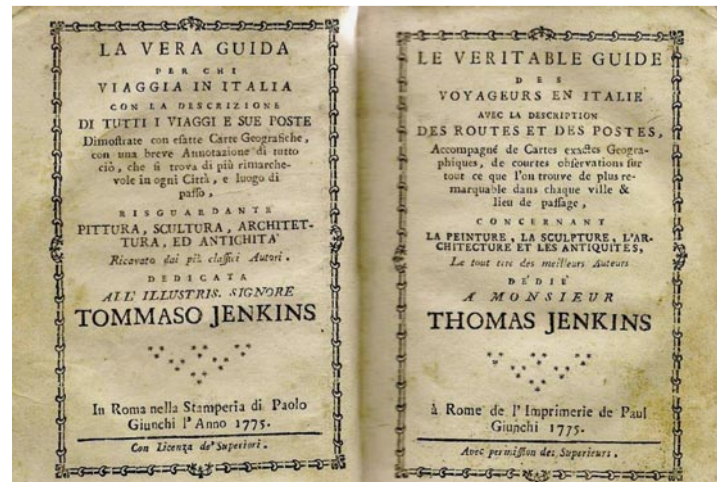 LA VERA GUIDA
PER CHI
VIAGGIA IN ITALIA
CON LA DESCRIZIONE
DI TUTTI I VIAGGI E SUE POSTE
Dimoſtrate con eſatte Carte Geografiche,
con una breve Annotazione di tutto
ciò, che ſi trova di più rimarche-
vole in ogni Città, e luogo di
paſſo,
RISGUARDANTE
PITTURA, SCULTURA, ARCHITET-
TURA, ED ANTICHITA'
Ricavato dai più claſſici Autori.
DEDICATA
ALL' ILLUSTRIS. SIGNORE
TOMMASO JENKINS
In Roma nella Stamperia di Paolo
Giunchi l'Anno 1775.
Con Licenza de' Superiori.
LE VERITABLE GUIDE
DES
VOYAGEURS EN ITALIE
AVEC LA DESCRIPTION
DES ROUTES ET DES POSTES,
Accompagné de Cartes exactes Geogra-
phiques, de courtes obſervations ſur
tout ce que l'on trouve de plus re-
marquable dans chaque ville &
lieu de paſſage,
CONCERNANT
LA PEINTURE, LA SCULPTURE, L'AR-
CHITECTURE ET LES ANTIQUITES,
Le tout tiré des meilleurs Auteurs
DÉDIÉ
A MONSIEUR
THOMAS JENKINS
à Rome de l'Imprimerie de Paul
Giunchi 1775.
Avec permiſſion des Superieurs.